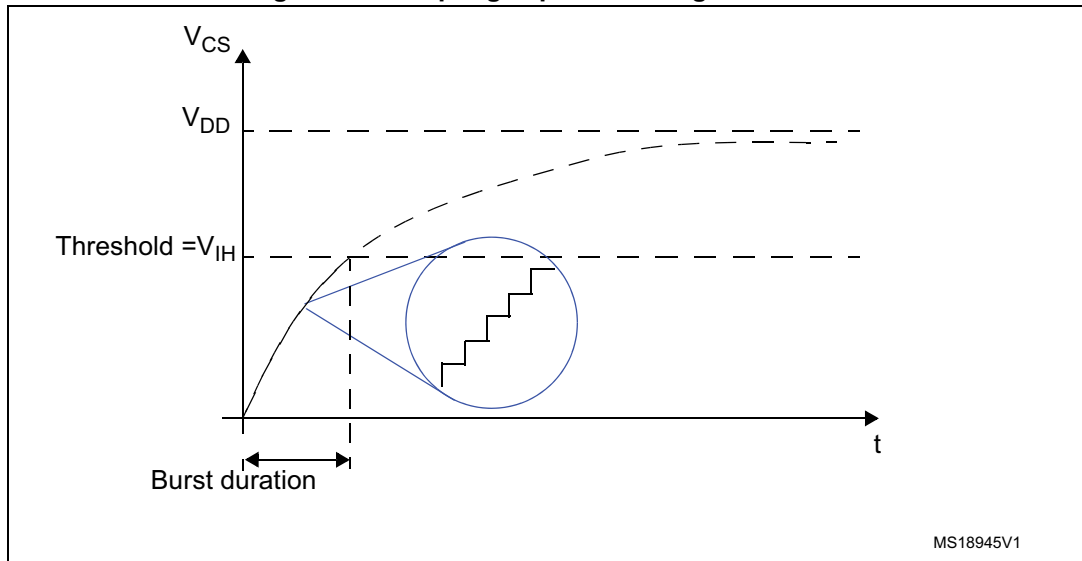 V_CS
V_DD
Threshold =V_IH
t
Burst duration
MS18945V1